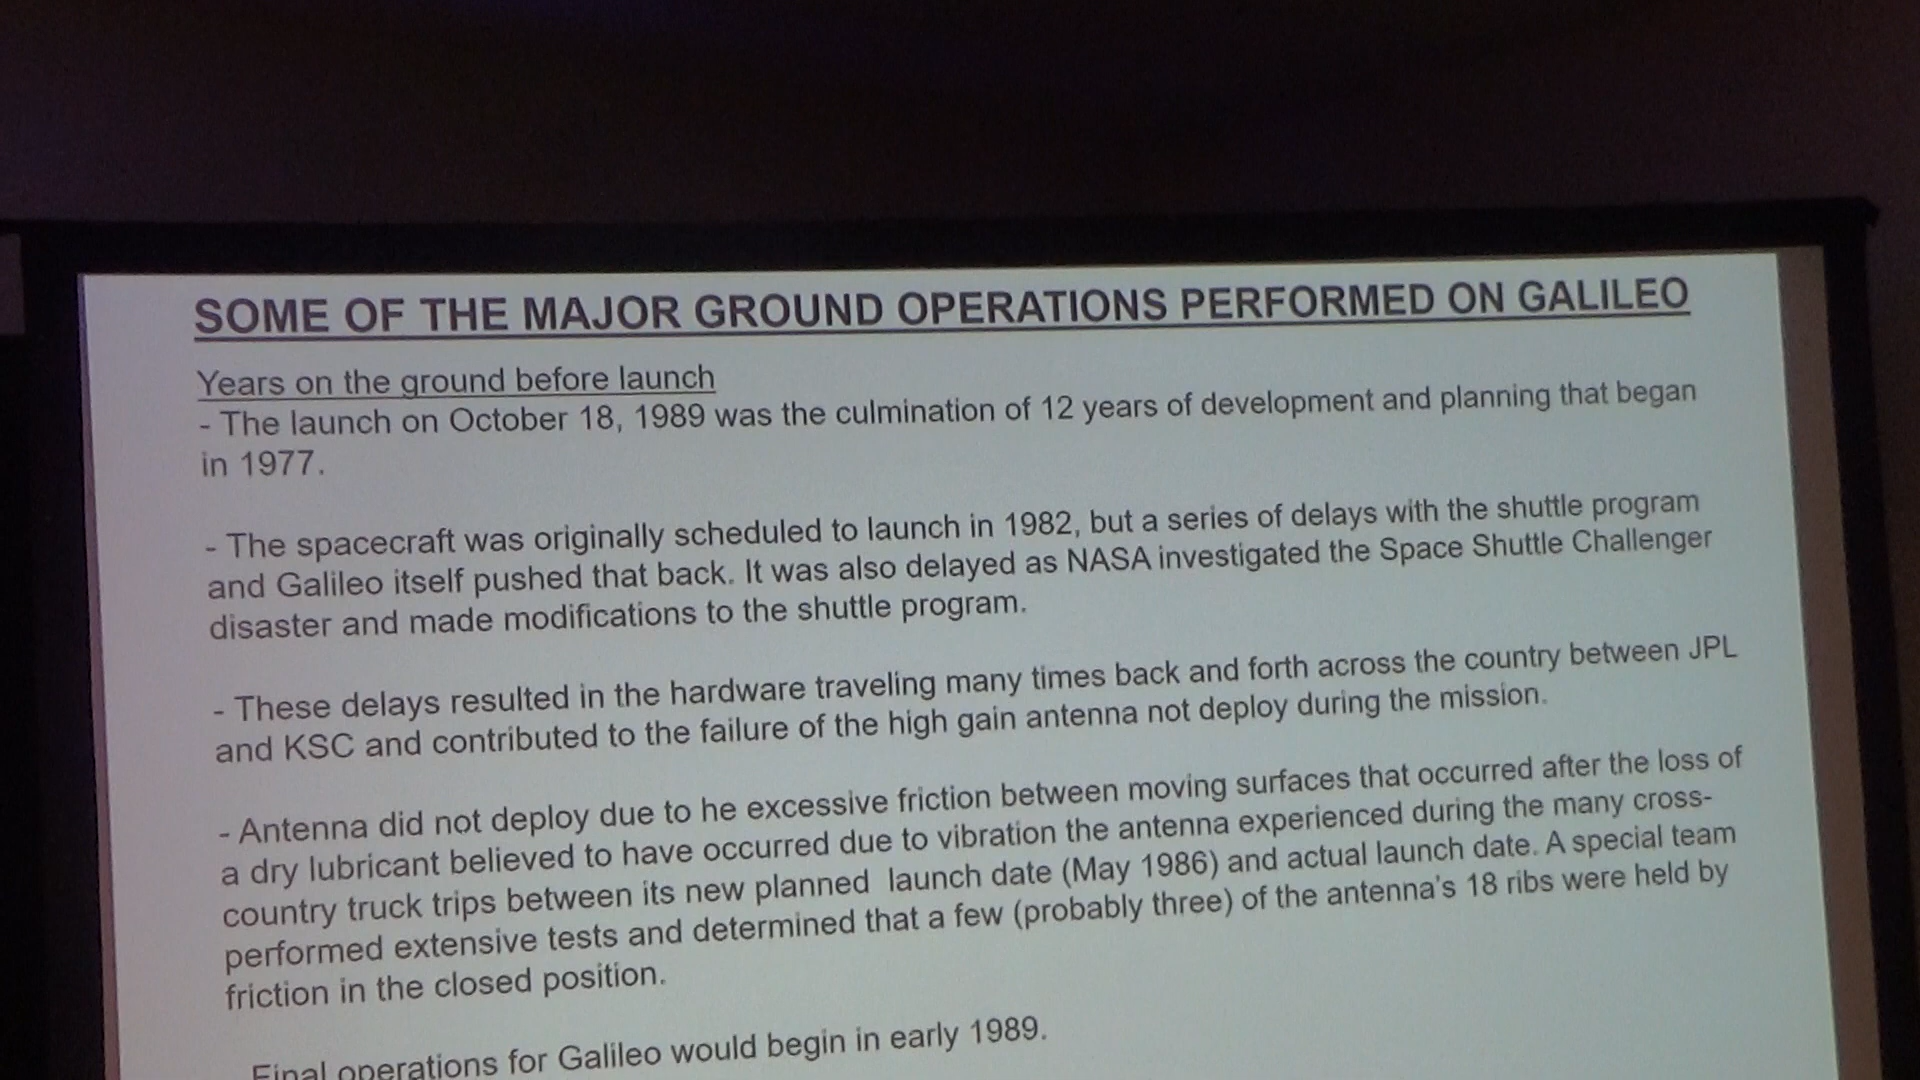 SOME OF THE MAJOR GROUND OPERATIONS PERFORMED ON GALILEO
Years on the ground before launch
- The launch on October 18, 1989 was the culmination of 12 years of development and planning that began
in 1977.
- The spacecraft was originally scheduled to launch in 1982, but a series of delays with the shuttle program
and Galileo itself pushed that back. It was also delayed as NASA investigated the Space Shuttle Challenger
disaster and made modifications to the shuttle program.
- These delays resulted in the hardware traveling many times back and forth across the country between JPL
and KSC and contributed to the failure of the high gain antenna not deploy during the mission.
- Antenna did not deploy due to he excessive friction between moving surfaces that occurred after the loss of
a dry lubricant believed to have occurred due to vibration the antenna experienced during the many cross-
country truck trips between its new planned launch date (May 1986) and actual launch date. A special team
performed extensive tests and determined that a few (probably three) of the antenna's 18 ribs were held by
friction in the closed position.
Final operations for Galileo would begin in early 1989.